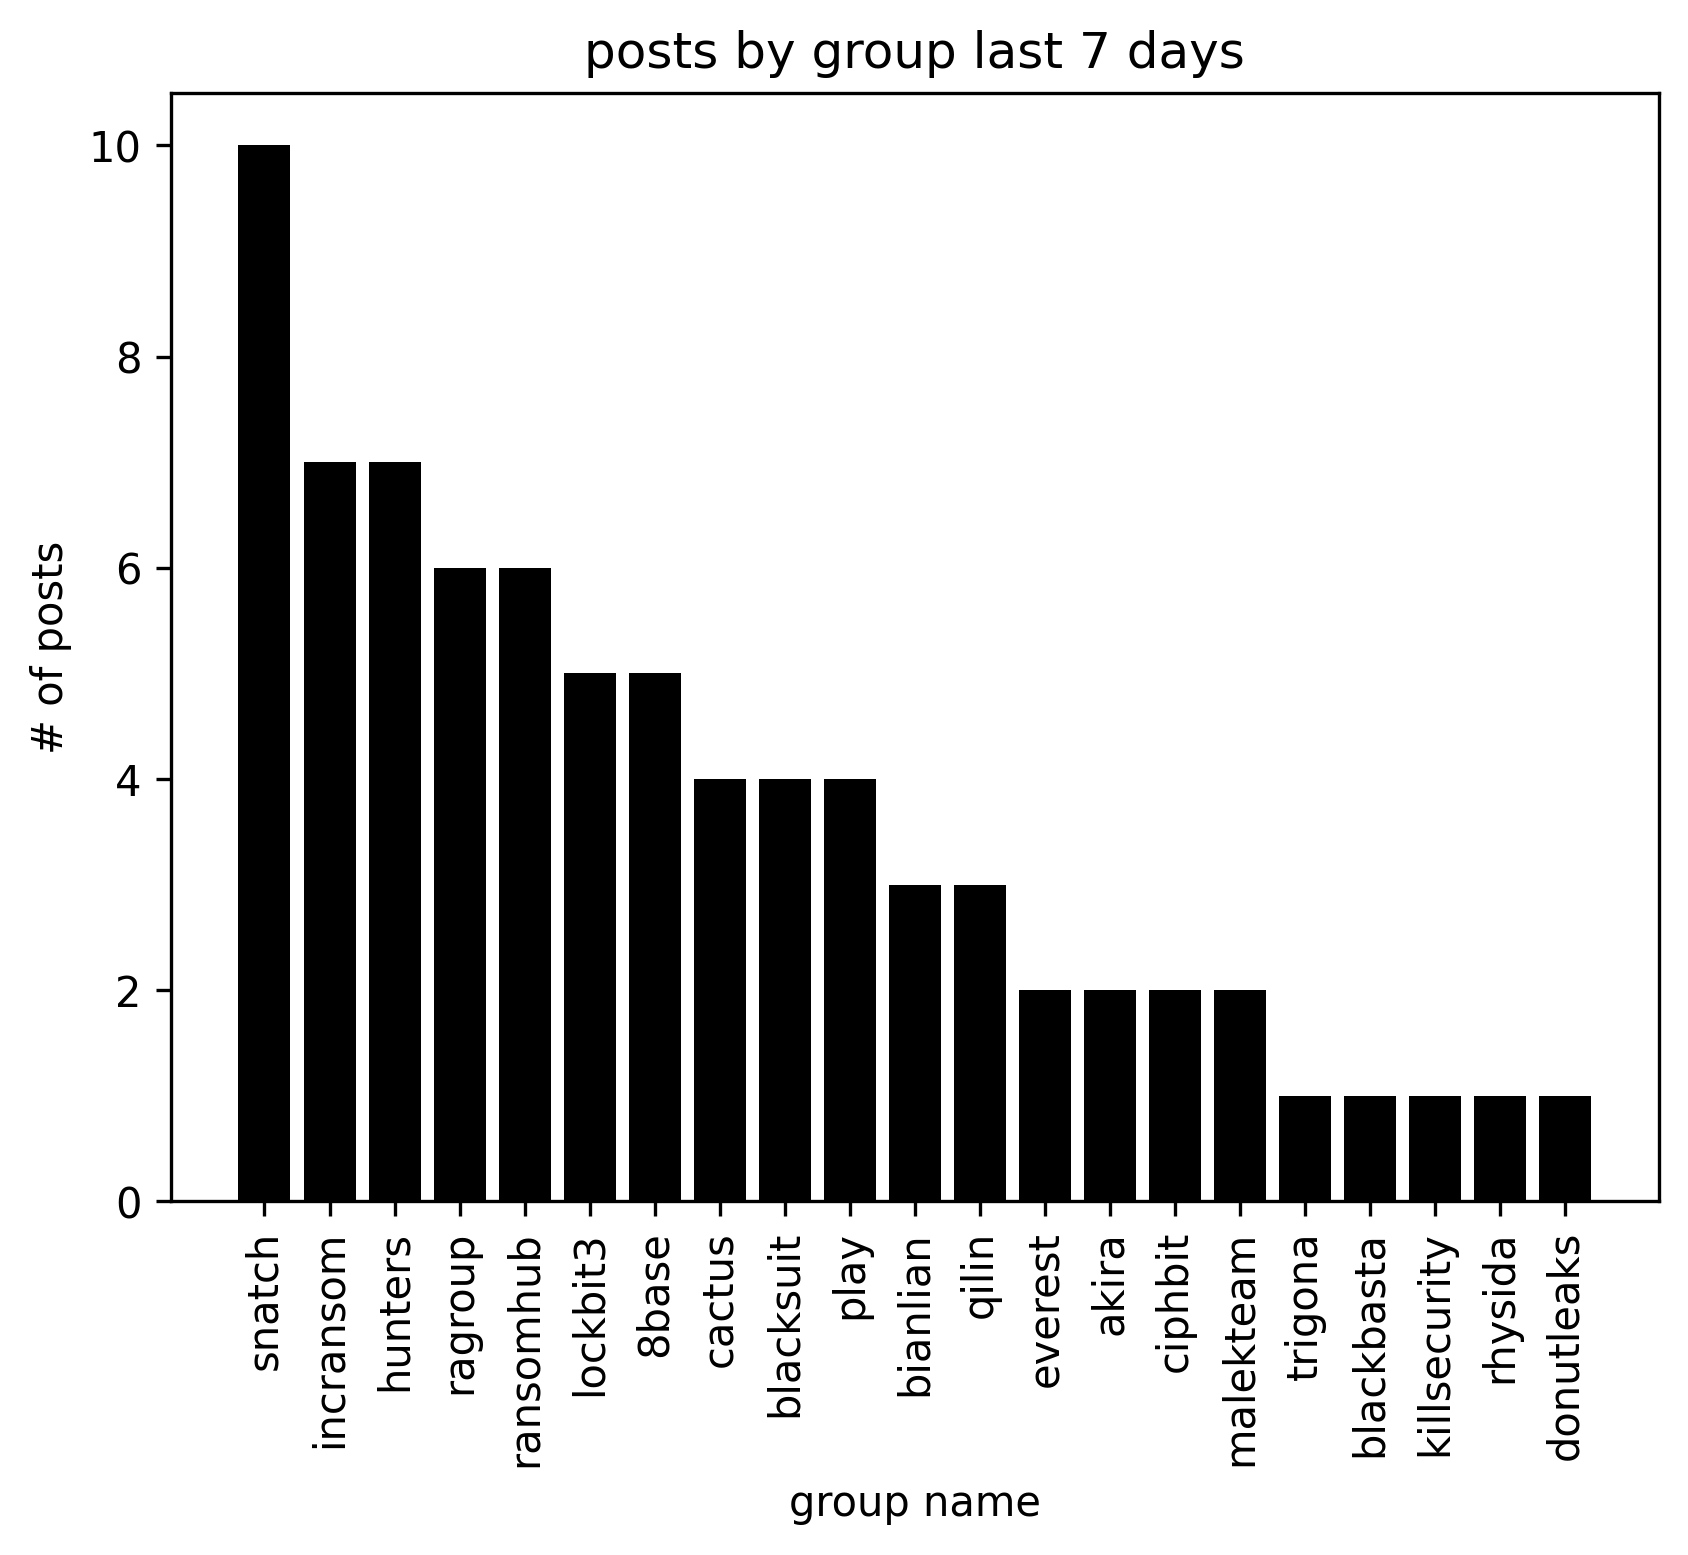 posts by group last 7 days
10
8
6
4
2
0
# of posts
snatch
incransom
hunters
ragroup
ransomhub
lockbit3
8base
cactus
blacksuit
play
bianlian
qilin
everest
akira
ciphbit
malekteam
trigona
blackbasta
killsecurity
rhysida
donutleaks
group name